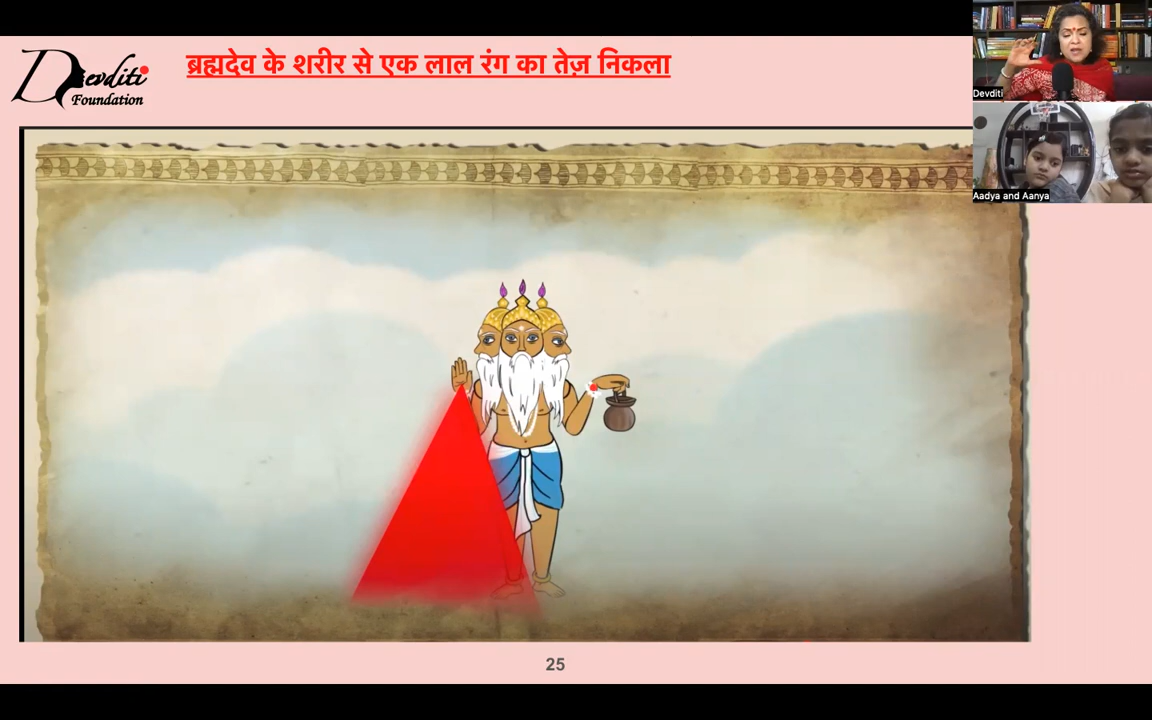 Devditi
Foundation
ब्रह्मदेव के शरीर से एक लाल रंग का तेज़ निकला
Devditi
Aadya and Aanya
25